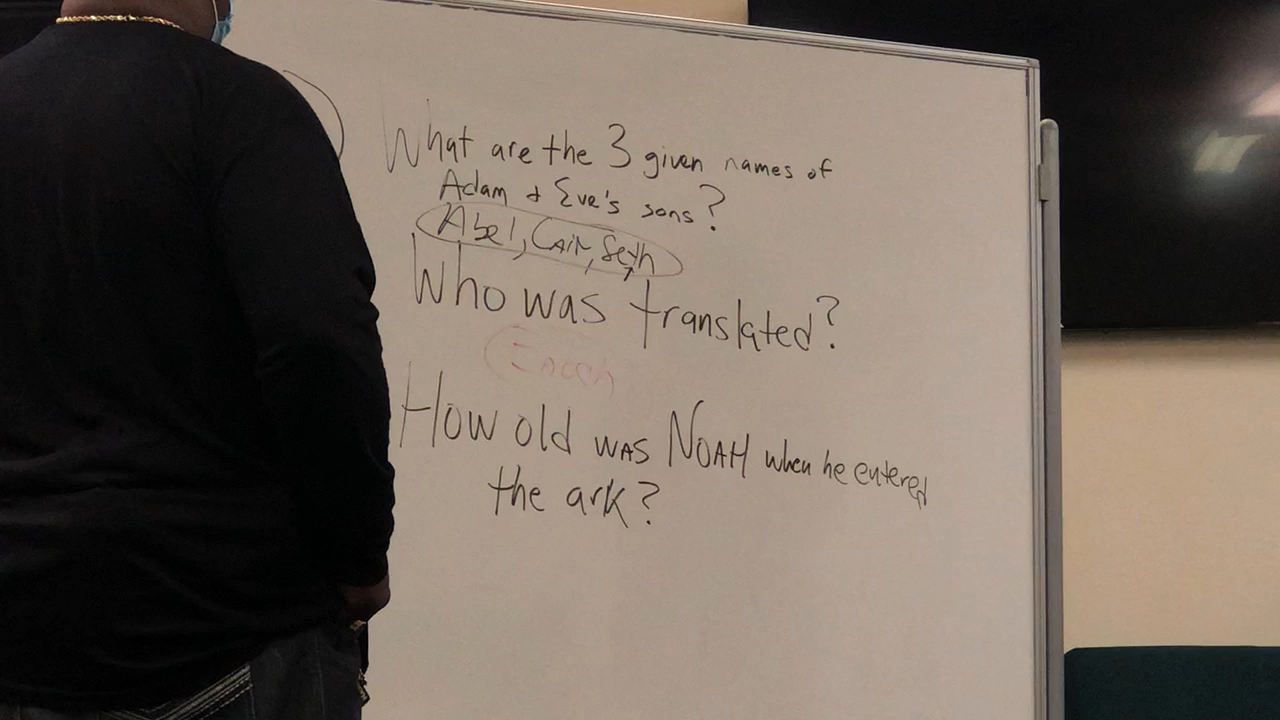 What are the 3 given names of
Adam & Eve's sons?
Abel, Cain, Seth
Who was translated?
Enoch
How old was Noah when he entered
the ark?